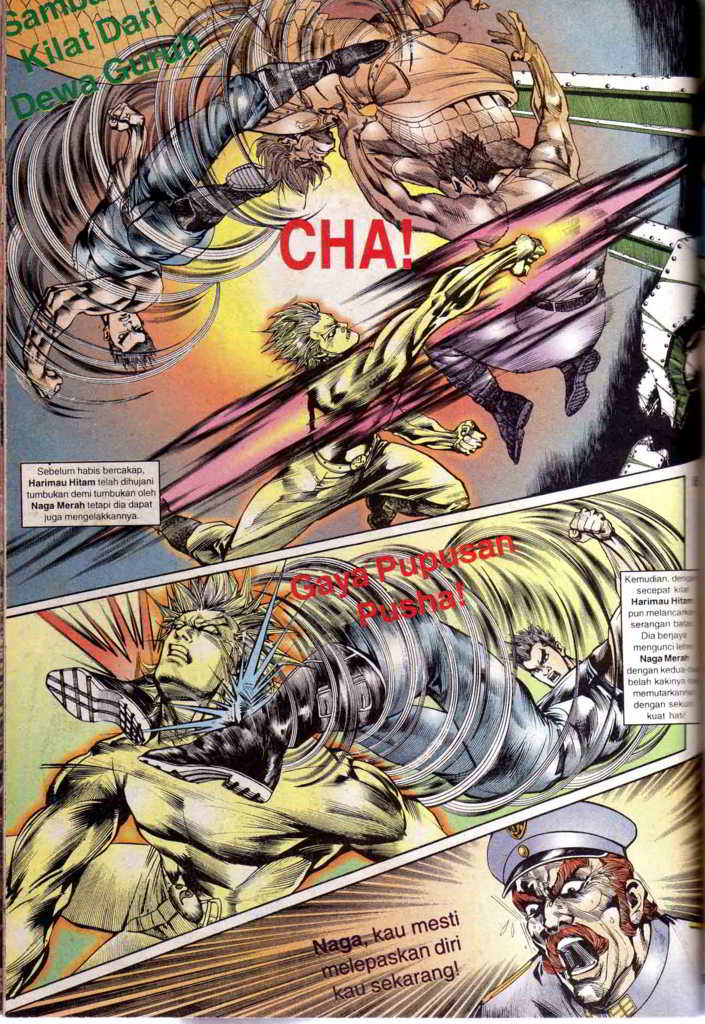 Sambaran
Kilat Dari
Dewa Guruh
CHA!
Sebelum habis bercakap,
Harimau Hitam telah dihujani
tumbukan demi tumbukan oleh
Naga Merah tetapi dia dapat
juga mengelakkannya.
Gaya Pupusan
Pusha!
Kemudian, dengan
secepat kilat
Harimau Hitam
pun melancarkan
serangan balas.
Dia berjaya
mengunci leher
Naga Merah
dengan kedua-dua
belah kakinya dan
memutarkannya
dengan sekuat-
kuat hati.
Naga, kau mesti
melepaskan diri
kau sekarang!